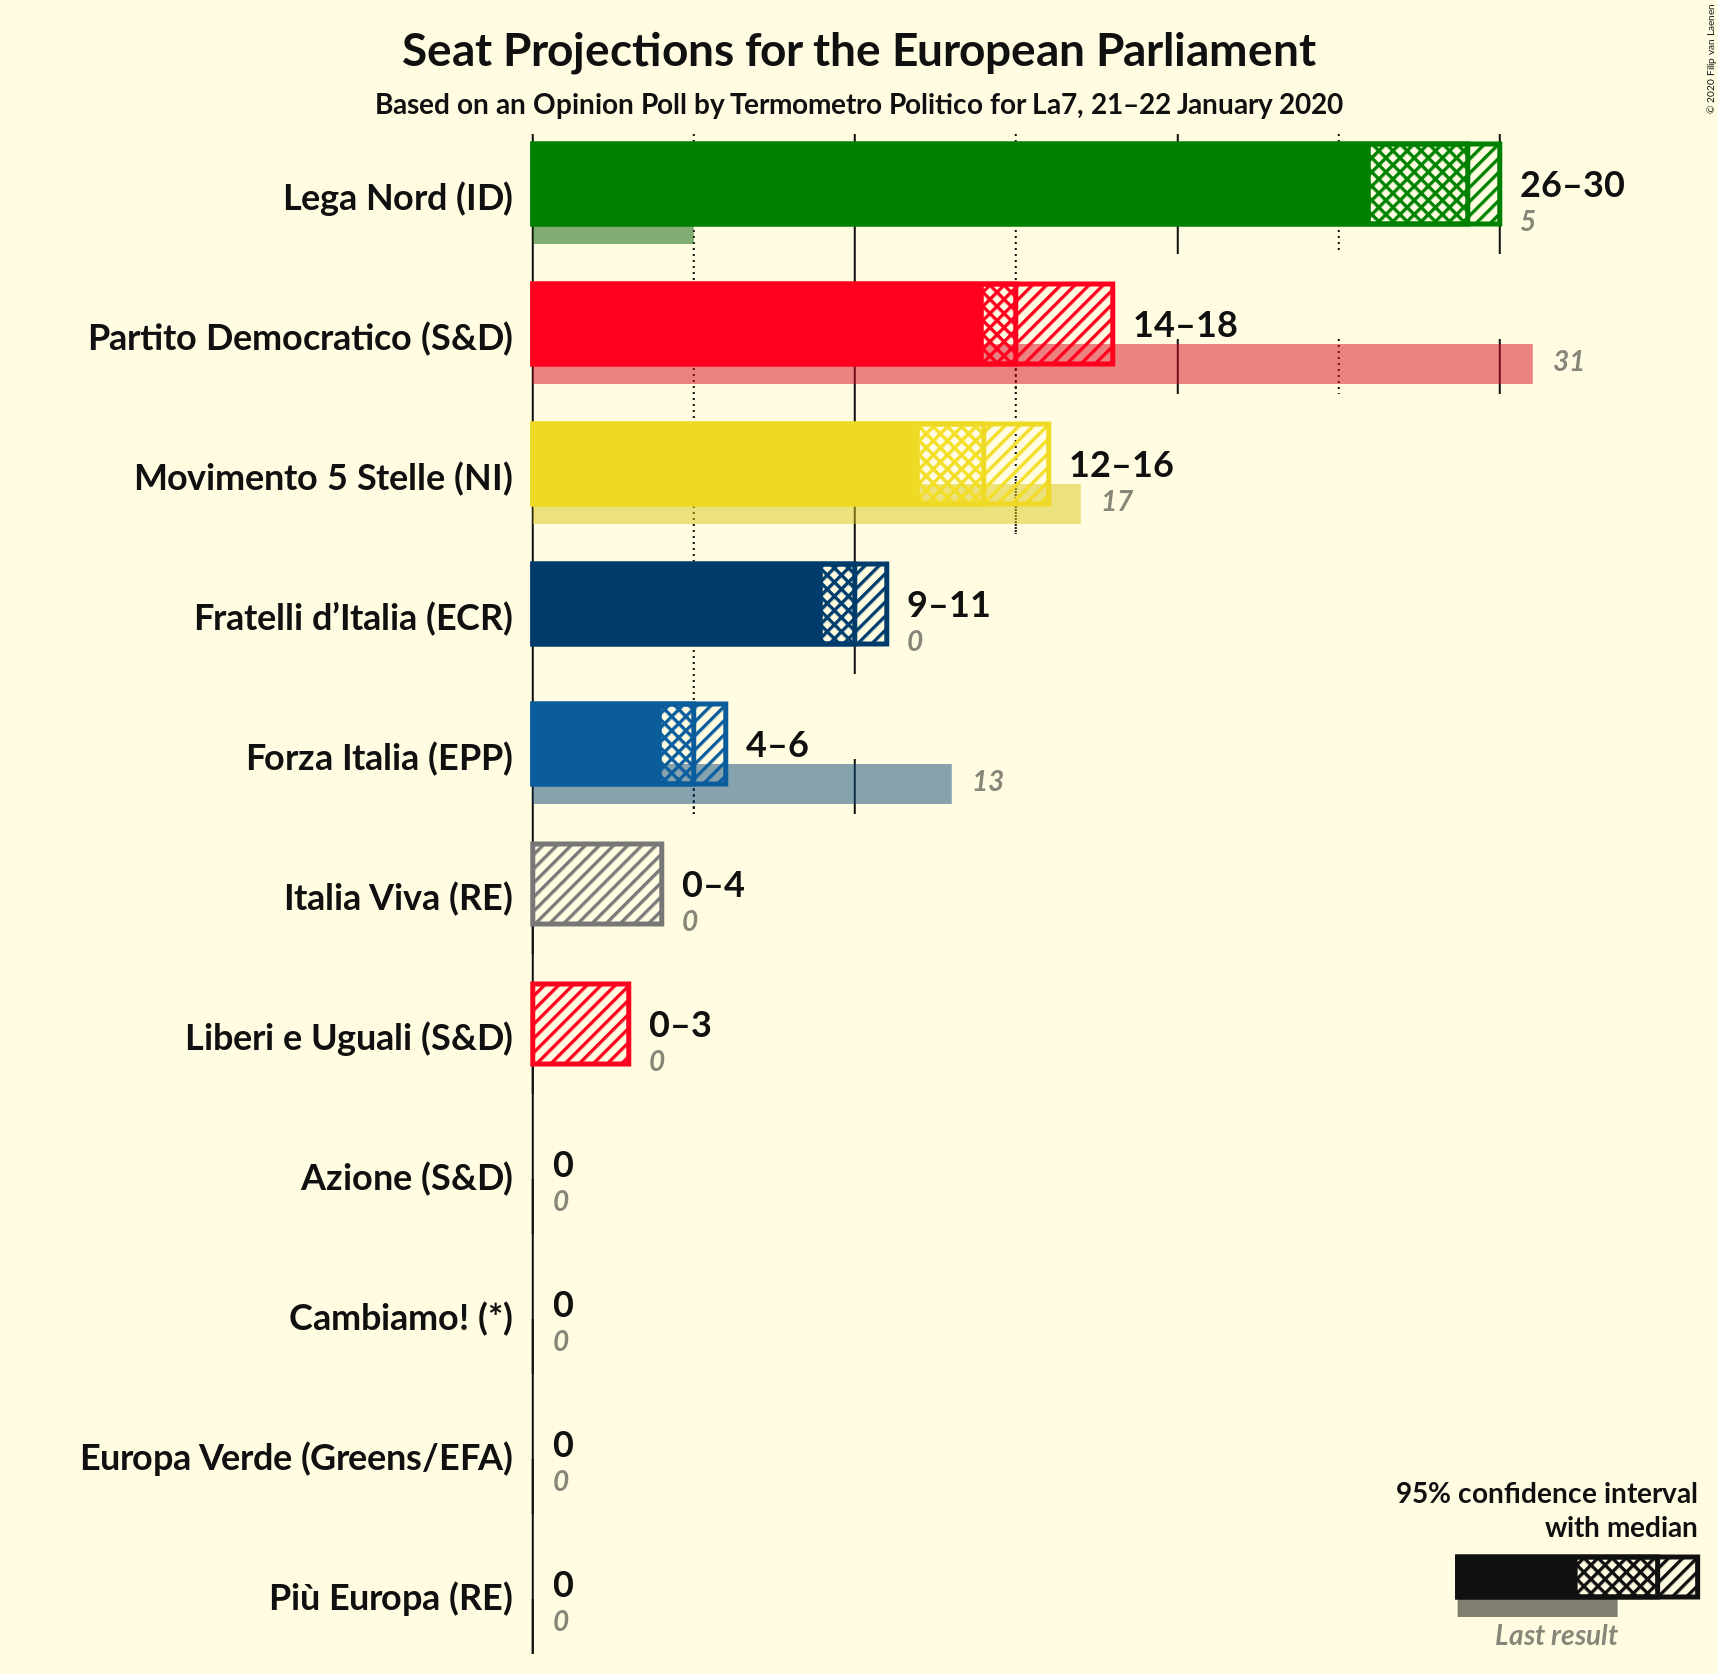 Seat Projections for the European Parliament
Based on an Opinion Poll by Termometro Politico for La7, 21–22 January 2020
© 2020 Filip van Laenen
Lega Nord (ID)
26–30
5
Partito Democratico (S&D)
14–18
31
Movimento 5 Stelle (NI)
12–16
17
Fratelli d’Italia (ECR)
9–11
0
Forza Italia (EPP)
4–6
13
Italia Viva (RE)
0–4
0
Liberi e Uguali (S&D)
0–3
0
Azione (S&D)
0
0
Cambiamo! (*)
0
0
Europa Verde (Greens/EFA)
0
0
Più Europa (RE)
0
0
95% confidence interval
with median
Last result